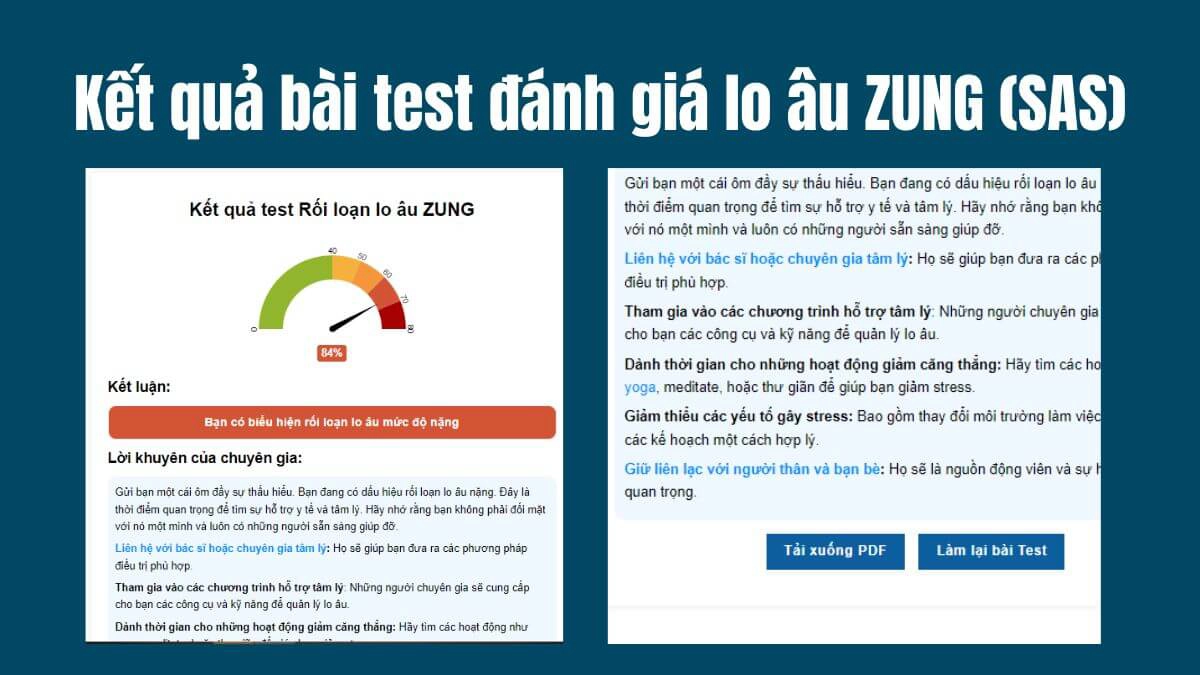 Kết quả bài test đánh giá lo âu ZUNG (SAS)
Kết quả test Rối loạn lo âu ZUNG
0
40
50
60
70
80
84%
Kết luận:
Bạn có biểu hiện rối loạn lo âu mức độ nặng
Lời khuyên của chuyên gia:
Gửi bạn một cái ôm đầy sự thấu hiểu. Bạn đang có dấu hiệu rối loạn lo âu nặng. Đây là
thời điểm quan trọng để tìm sự hỗ trợ y tế và tâm lý. Hãy nhớ rằng bạn không phải đối mặt
với nó một mình và luôn có những người sẵn sàng giúp đỡ.
Liên hệ với bác sĩ hoặc chuyên gia tâm lý: Họ sẽ giúp bạn đưa ra các phương pháp
điều trị phù hợp.
Tham gia vào các chương trình hỗ trợ tâm lý: Những người chuyên gia sẽ cung cấp
cho bạn các công cụ và kỹ năng để quản lý lo âu.
Dành thời gian cho những hoạt động giảm căng thẳng: Hãy tìm các hoạt động như
Gửi bạn một cái ôm đầy sự thấu hiểu. Bạn đang có dấu hiệu rối loạn lo âu
thời điểm quan trọng để tìm sự hỗ trợ y tế và tâm lý. Hãy nhớ rằng bạn khô
với nó một mình và luôn có những người sẵn sàng giúp đỡ.
Liên hệ với bác sĩ hoặc chuyên gia tâm lý: Họ sẽ giúp bạn đưa ra các ph
điều trị phù hợp.
Tham gia vào các chương trình hỗ trợ tâm lý: Những người chuyên gia
cho bạn các công cụ và kỹ năng để quản lý lo âu.
Dành thời gian cho những hoạt động giảm căng thẳng: Hãy tìm các ho
yoga, meditate, hoặc thư giãn để giúp bạn giảm stress.
Giảm thiểu các yếu tố gây stress: Bao gồm thay đổi môi trường làm việc
các kế hoạch một cách hợp lý.
Giữ liên lạc với người thân và bạn bè: Họ sẽ là nguồn động viên và sự h
quan trọng.
Tải xuống PDF
Làm lại bài Test